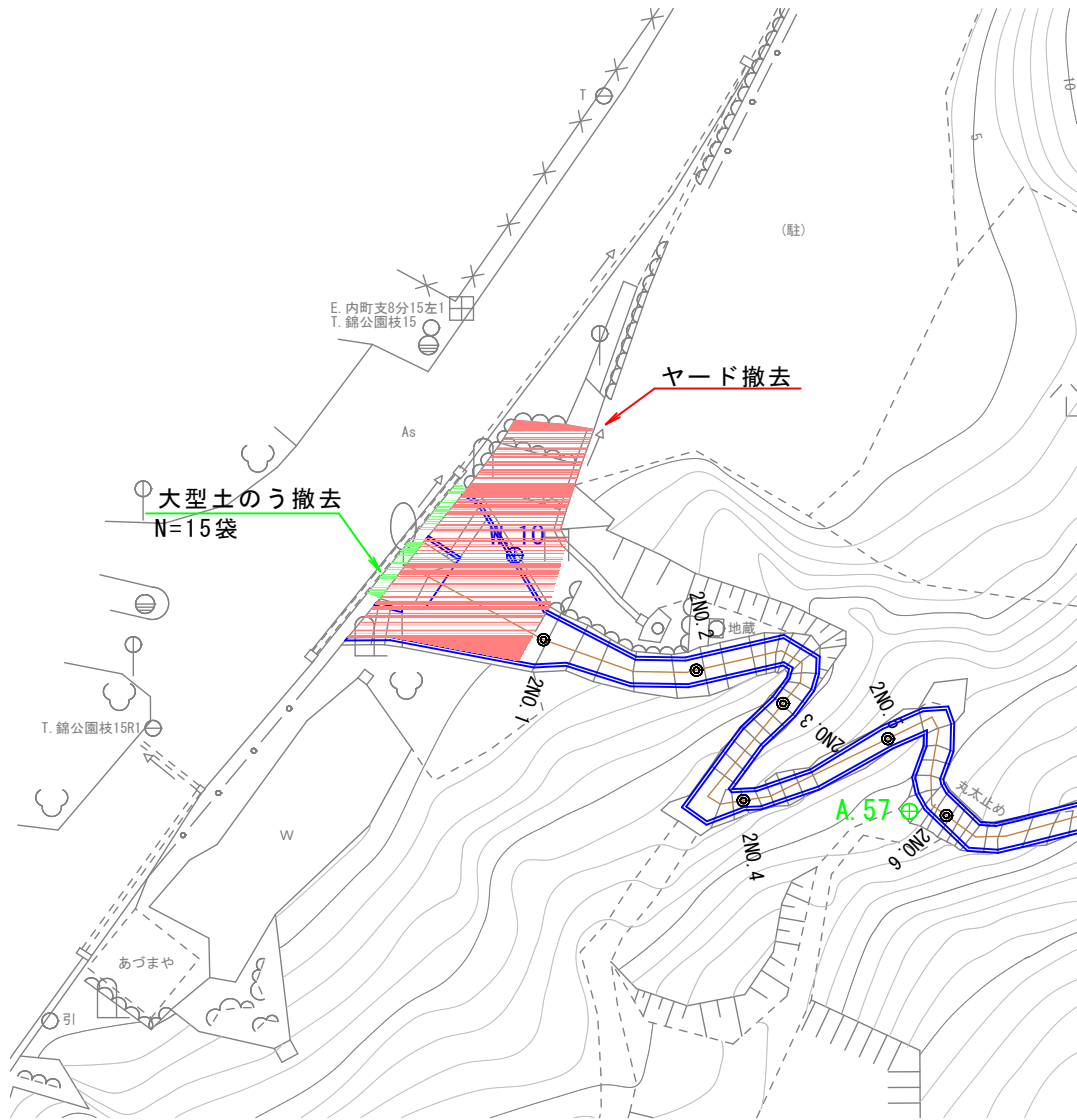 10
5
T
(駐)
E. 内町支8分15左1
T. 錦公園枝15
ヤード撤去
As
大型土のう撤去
N=15袋
W. 10
2NO. 2
地蔵
2NO. 1
2NO. 3
2NO. 5
T. 錦公園枝15R1
丸太止め
A. 57
W
2NO. 4
2NO. 6
あづまや
引